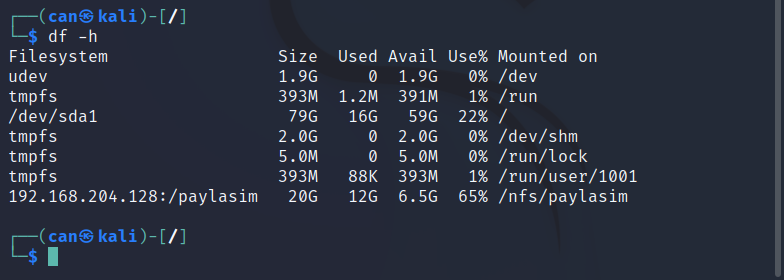 ┌──(can㉿kali)-[/]
└─$ df -h
Filesystem                 Size  Used Avail Use% Mounted on
udev                       1.9G     0  1.9G   0% /dev
tmpfs                      393M  1.2M  391M   1% /run
/dev/sda1                   79G   16G   59G  22% /
tmpfs                      2.0G     0  2.0G   0% /dev/shm
tmpfs                      5.0M     0  5.0M   0% /run/lock
tmpfs                      393M   88K  393M   1% /run/user/1001
192.168.204.128:/paylasim   20G   12G  6.5G  65% /nfs/paylasim
┌──(can㉿kali)-[/]
└─$